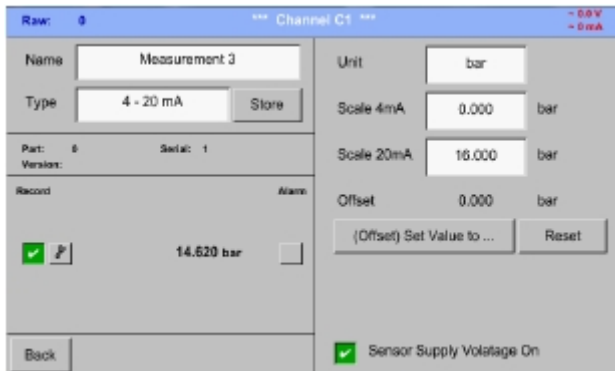 Raw: 0 *** Channel C1 *** ~ 0.0 V
~ 0 mA
Name Measurement 3
Type 4 - 20 mA Store
Part: 0 Serial: 1
Version:
Record Alarm
14.620 bar
Back
Unit bar
Scale 4mA 0.000 bar
Scale 20mA 16.000 bar
Offset 0.000 bar
(Offset) Set Value to ... Reset
Sensor Supply Volatage On